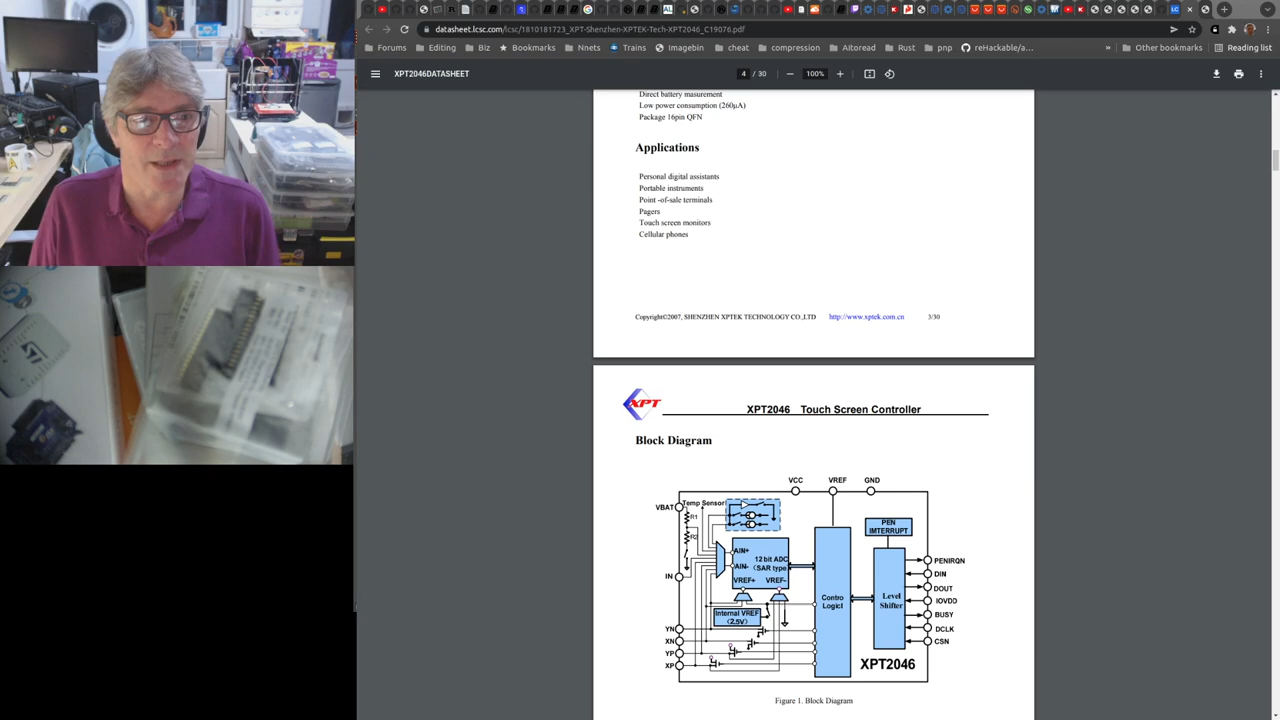 datasheet.lcsc.com/lcsc/1810181723_XPT-Shenzhen-XPTEK-Tech-XPT2046_C19076.pdf
Forums Editing Biz Bookmarks Nnets Trains Imagebin cheat compression Aitoread Rust pnp
Other bookmarks Reading list
XPT2046DATASHEET
4 / 30
100%
Direct battery masurement
Low power consumption (260μA)
Package 16pin QFN
Applications
Personal digital assistants
Portable instruments
Point -of-sale terminals
Pagers
Touch screen monitors
Cellular phones
Copyright©2007, SHENZHEN XPTEK TECHNOLOGY CO.,LTD http://www.xptek.com.cn 3/30
XPT
XPT2046 Touch Screen Controller
Block Diagram
VCC VREF GND
VBAT
Temp Sensor
R1
R2
IN
AIN+
AIN-
12 bit ADC
(SAR type
VREF+ VREF-
Internal VREF
(2.5V)
YN
XN
YP
XP
Contro
Logicl
PEN
IMTERRUPT
Level
Shifter
PENIRQN
DIN
DOUT
IOVDD
BUSY
DCLK
CSN
XPT2046
Figure 1. Block Diagram